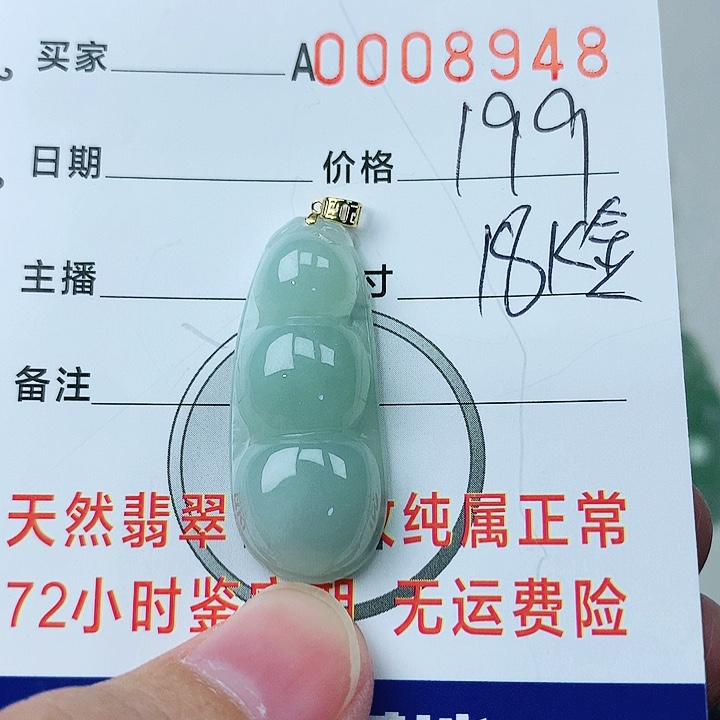 买家 A0008948
日期 价格 199
主播 寸 18K金
备注
天然翡翠 纯属正常
72小时鉴 无运费险